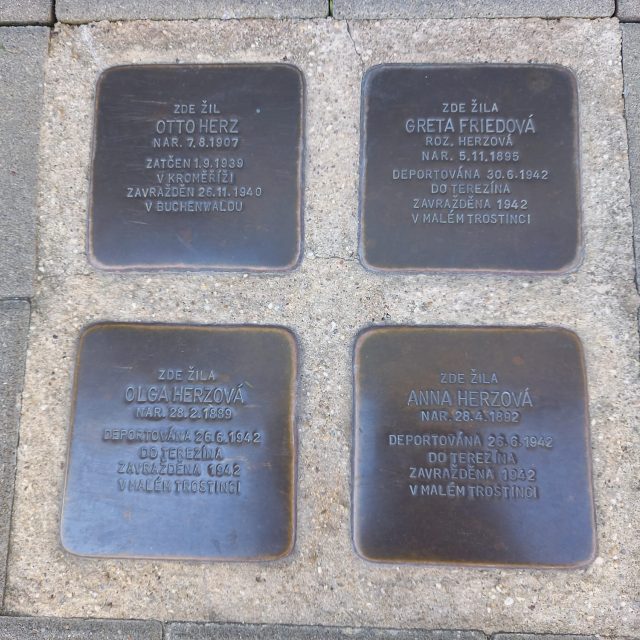 ZDE ŽIL
OTTO HERZ
NAR. 7.8.1907
ZATČEN 1.9.1939
V KROMĚŘÍŽI
ZAVRAŽDĚN 26.11.1940
V BUCHENWALDU
ZDE ŽILA
GRETA FRIEDOVÁ
ROZ. HERZOVÁ
NAR. 5.11.1895
DEPORTOVÁNA 30.6.1942
DO TEREZÍNA
ZAVRAŽDĚNA 1942
V MALÉM TROSTINCI
ZDE ŽILA
OLGA HERZOVÁ
NAR. 28.2.1889
DEPORTOVÁNA 26.6.1942
DO TEREZÍNA
ZAVRAŽDĚNA 1942
V MALÉM TROSTINCI
ZDE ŽILA
ANNA HERZOVÁ
NAR. 28.4.1892
DEPORTOVÁNA 26.6.1942
DO TEREZÍNA
ZAVRAŽDĚNA 1942
V MALÉM TROSTINCI